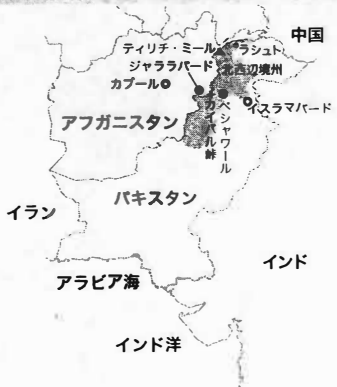 中国
ティリチ・ミール
ラシュト
ジャララバード
北西辺境州
カブール
イスラマバード
ペシャワール
カイバル峠
アフガニスタン
パキスタン
イラン
インド
アラビア海
インド洋